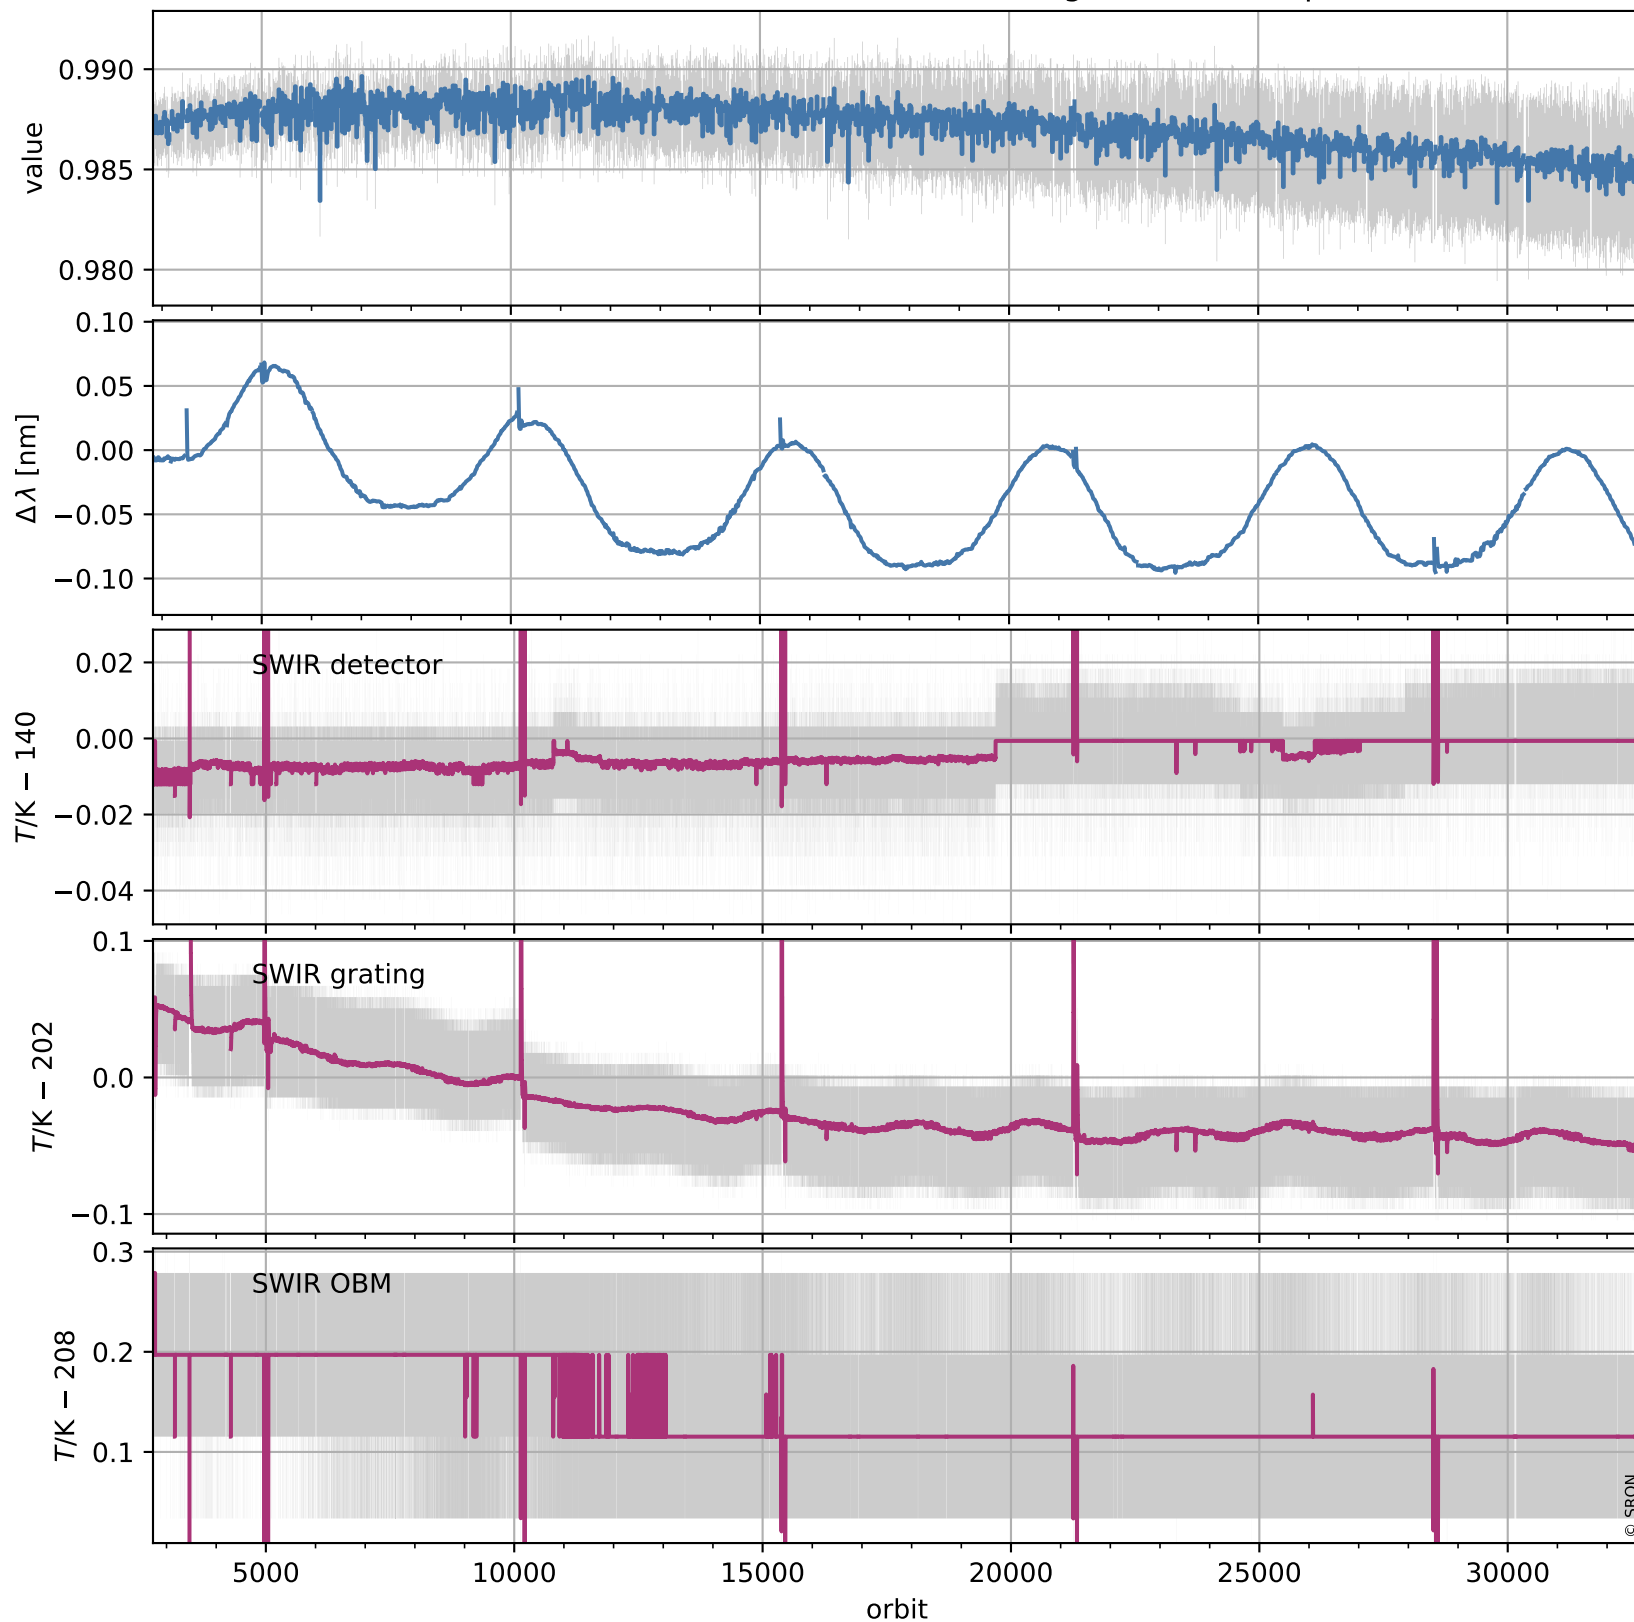 0.990
0.985
0.980
value
0.10
0.05
0.00
−0.05
−0.10
Δλ [nm]
SWIR detector
0.02
0.00
−0.02
−0.04
T/K − 140
SWIR grating
0.1
0.0
−0.1
T/K − 202
SWIR OBM
0.3
0.2
0.1
T/K − 208
5000 10000 15000 20000 25000 30000
orbit
© SRON